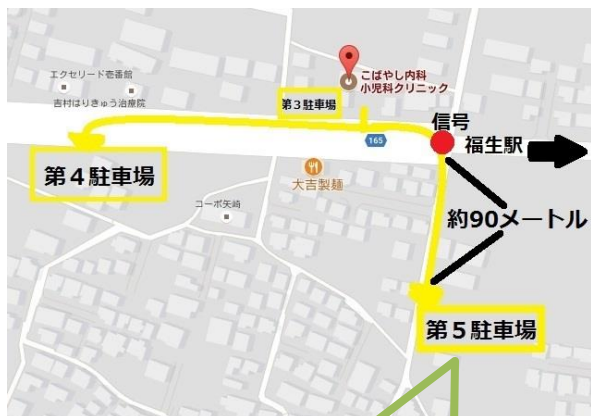 エクセリード壱番館
吉村はりきゅう治療院
こばやし内科
小児科クリニック
第3駐車場
信号
165
福生駅
第4駐車場
大吉製麺
コーポ矢崎
約90メートル
第5駐車場